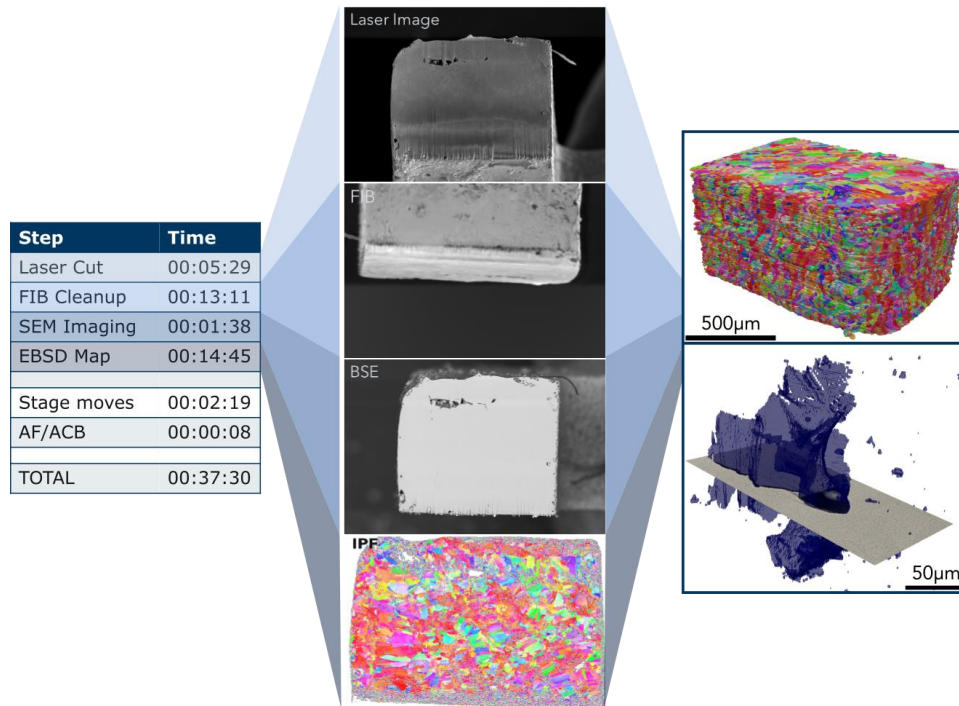 Step Time
Laser Cut 00:05:29
FIB Cleanup 00:13:11
SEM Imaging 00:01:38
EBSD Map 00:14:45
Stage moves 00:02:19
AF/ACB 00:00:08
TOTAL 00:37:30
Laser Image
FIB
BSE
IPF
500µm
50µm